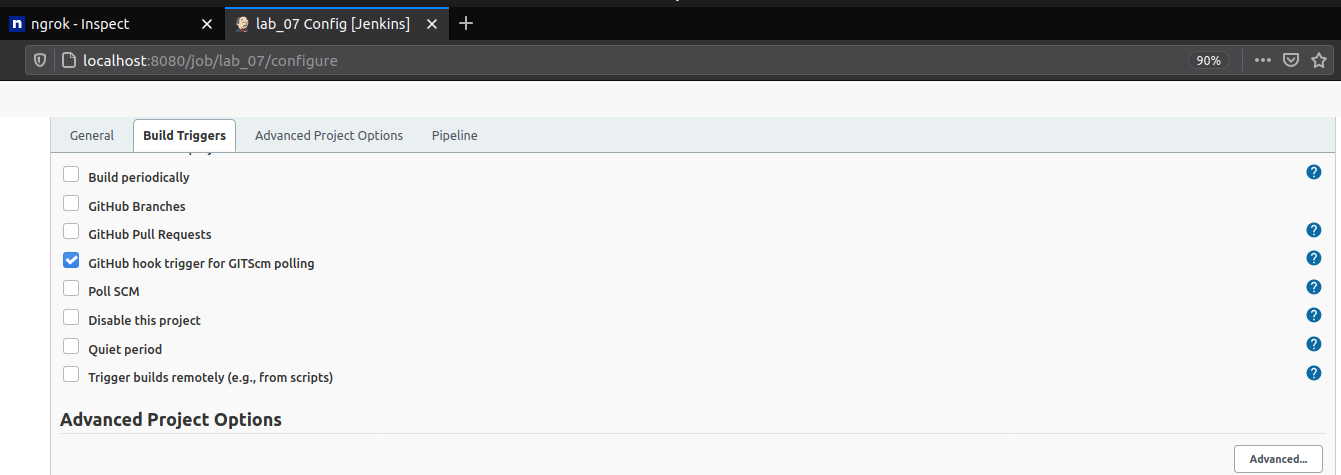 ngrok - Inspect
lab_07 Config [Jenkins]
localhost:8080/job/lab_07/configure
90%
General
Build Triggers
Advanced Project Options
Pipeline
Build periodically
GitHub Branches
GitHub Pull Requests
GitHub hook trigger for GITScm polling
Poll SCM
Disable this project
Quiet period
Trigger builds remotely (e.g., from scripts)
Advanced Project Options
Advanced...